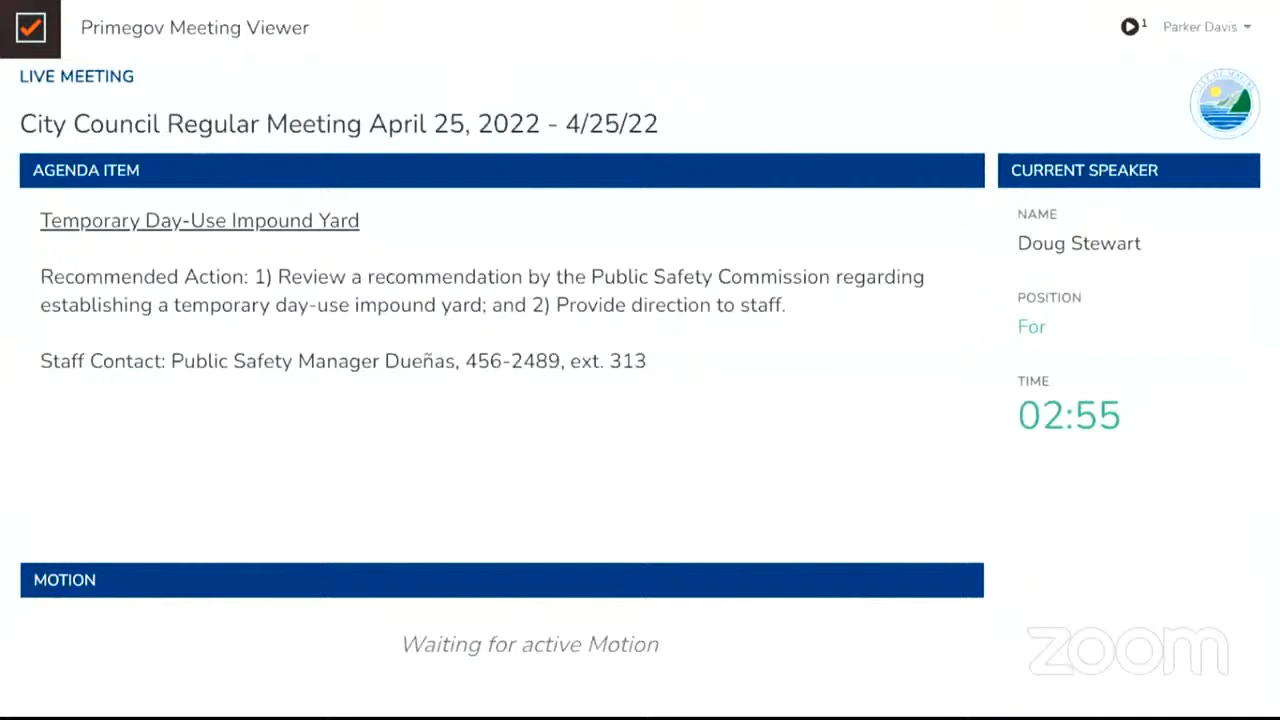 Primegov Meeting Viewer
1
Parker Davis
LIVE MEETING
City Council Regular Meeting April 25, 2022 - 4/25/22
AGENDA ITEM
CURRENT SPEAKER
Temporary Day-Use Impound Yard
Recommended Action: 1) Review a recommendation by the Public Safety Commission regarding
establishing a temporary day-use impound yard; and 2) Provide direction to staff.
Staff Contact: Public Safety Manager Dueñas, 456-2489, ext. 313
NAME
Doug Stewart
POSITION
For
TIME
02:55
MOTION
Waiting for active Motion
zoom